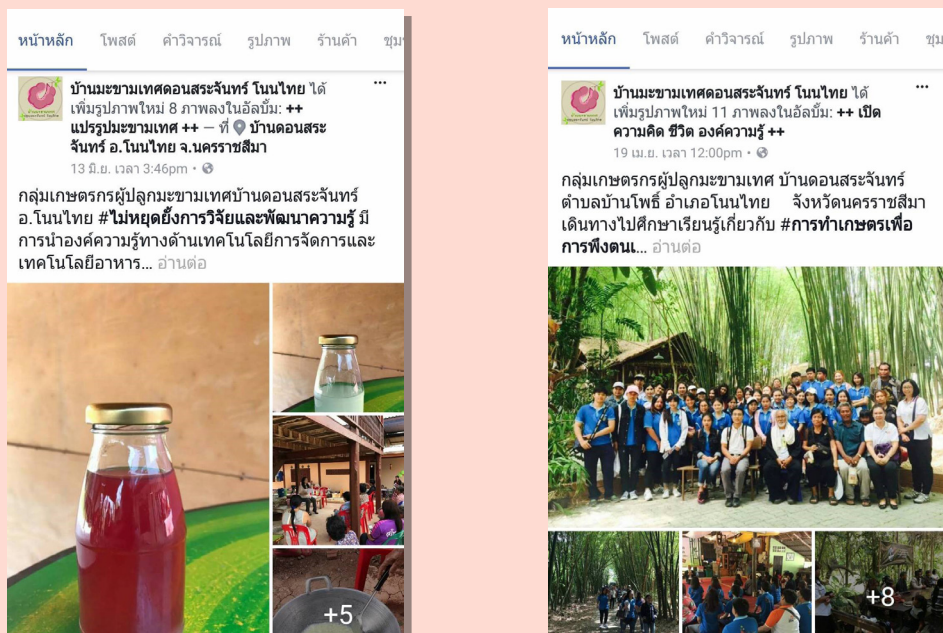 หน้าหลัก โพสต์ คำวิจารณ์ รูปภาพ ร้านค้า
บ้านมะขามเทศดอนสระจันทร์ โนนไทย ได้
เพิ่มรูปภาพใหม่ 8 ภาพลงในอัลบั้ม: ++
แปรรูปมะขามเทศ ++ — ที่ บ้านดอนสระ
จันทร์ อ.โนนไทย จ.นครราชสีมา
13 มิ.ย. เวลา 3:46pm •
กลุ่มเกษตรกรผู้ปลูกมะขามเทศบ้านดอนสระจันทร์
อ.โนนไทย #ไม่หยุดยั้งการวิจัยและพัฒนาความรู้ มี
การนำองค์ความรู้ทางด้านเทคโนโลยีการจัดการและ
เทคโนโลยีอาหาร... อ่านต่อ
+5
หน้าหลัก โพสต์ คำวิจารณ์ รูปภาพ ร้านค้า
บ้านมะขามเทศดอนสระจันทร์ โนนไทย ได้
เพิ่มรูปภาพใหม่ 11 ภาพลงในอัลบั้ม: ++ เปิด
ความคิด ชีวิต องค์ความรู้ ++
19 เม.ย. เวลา 12:00pm •
กลุ่มเกษตรกรผู้ปลูกมะขามเทศ บ้านดอนสระจันทร์
ตำบลบ้านโพธิ์ อำเภอโนนไทย จังหวัดนครราชสีมา
เดินทางไปศึกษาเรียนรู้เกี่ยวกับ #การทำเกษตรเพื่อ
การพึงตนเ... อ่านต่อ
+8